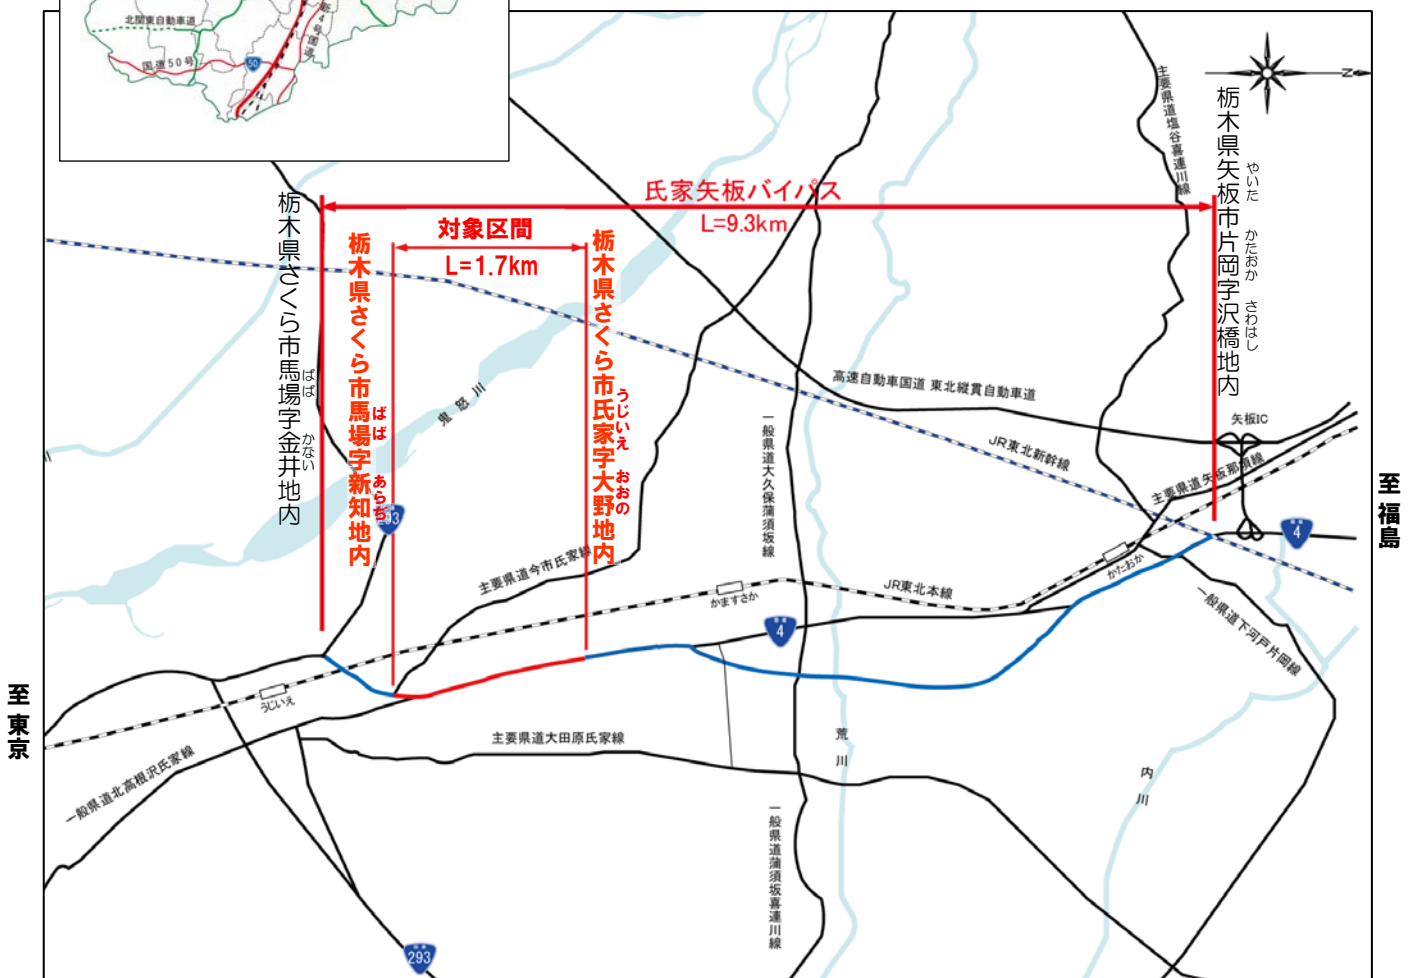 北関東自動車道
国道50号
50
新4号国道
N
主要県道塩谷喜連川線
氏家矢板バイパス
L=9.3km
対象区間
L=1.7km
栃木県さくら市馬場字金井地内
ばば
かない
栃木県さくら市馬場字新知地内
ばば
あらち
栃木県さくら市氏家字大野地内
うじいえ
おおの
栃木県矢板市片岡字沢橋地内
やいた
かたおか
さわはし
鬼怒川
川
293
高速自動車国道 東北縦貫自動車道
矢板IC
JR東北新幹線
主要県道矢板那須線
一般県道大久保蒲須坂線
至福島
4
主要県道今市氏家線
かますさか
JR東北本線
かたおか
4
一般県道下河戸片岡線
至東京
うじいえ
主要県道大田原氏家線
荒川
内川
一般県道北高根沢氏家線
一般県道蒲須坂喜連川線
293